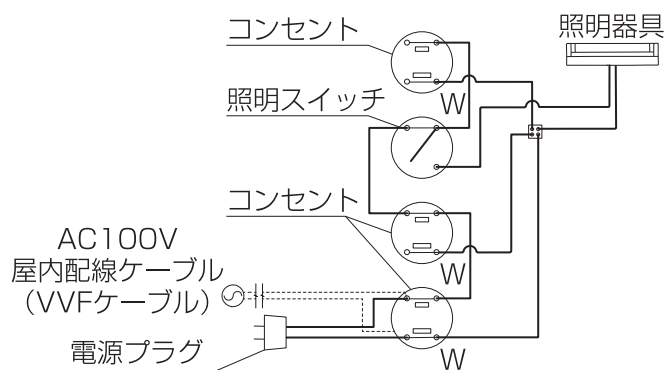 コンセント
照明器具
W
照明スイッチ
コンセント
W
AC100V
屋内配線ケーブル
（VVFケーブル）
電源プラグ
W